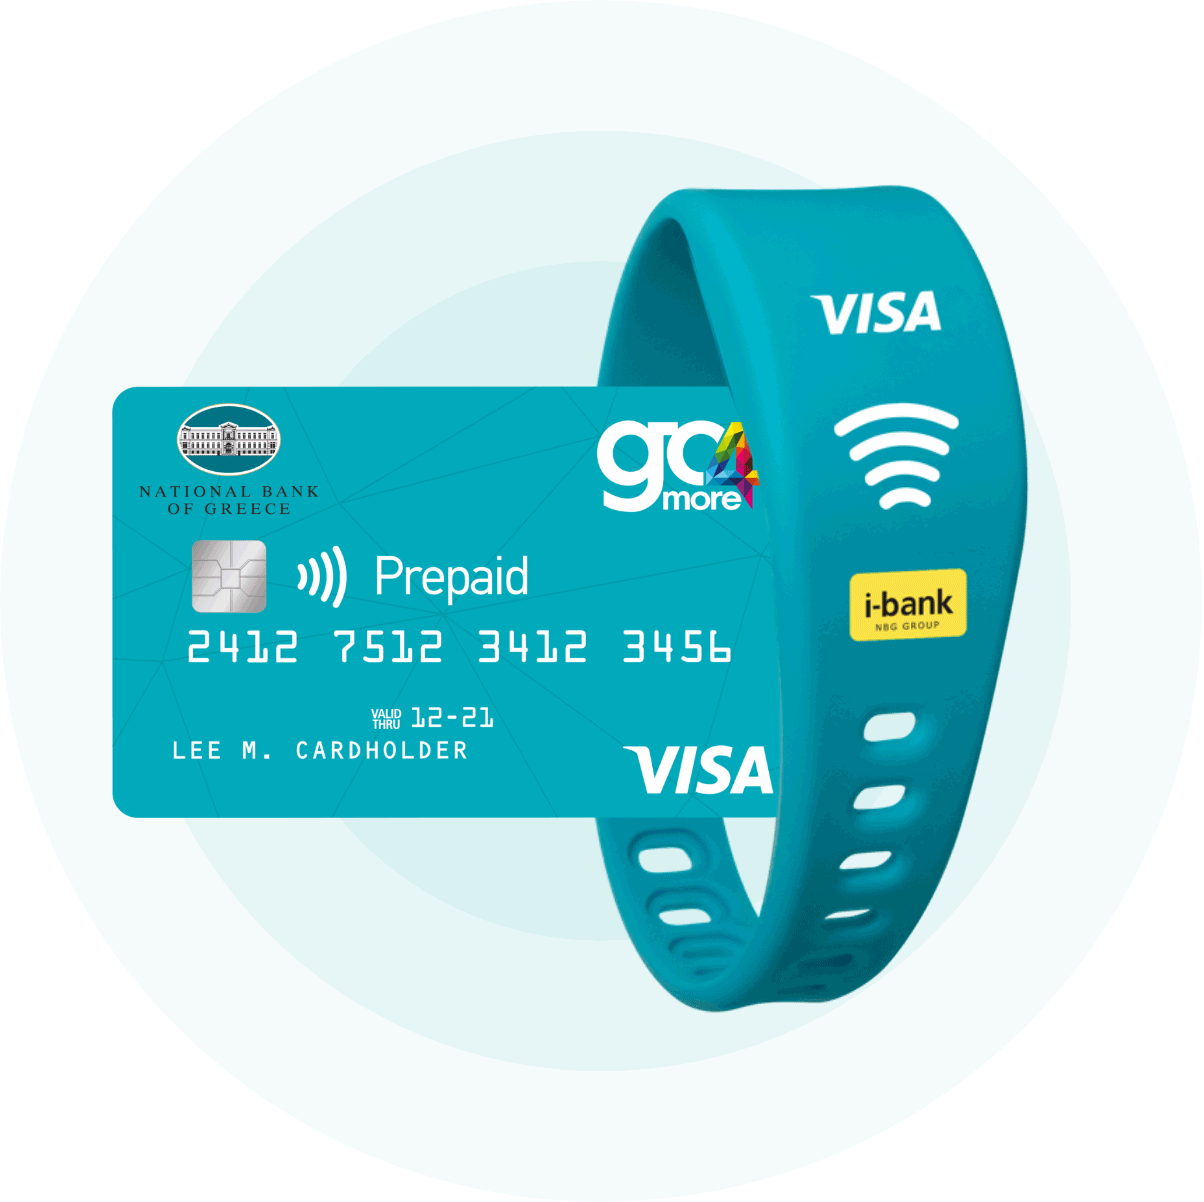 NATIONAL BANK
OF GREECE
go4
more
Prepaid
2412 7512 3412 3456
VALID
THRU 12-21
LEE M. CARDHOLDER
VISA
VISA
i-bank
NBG GROUP